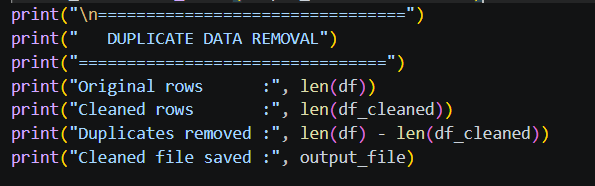 print("\n================================")
print("   DUPLICATE DATA REMOVAL")
print("================================")
print("Original rows      :", len(df))
print("Cleaned rows       :", len(df_cleaned))
print("Duplicates removed :", len(df) - len(df_cleaned))
print("Cleaned file saved :", output_file)